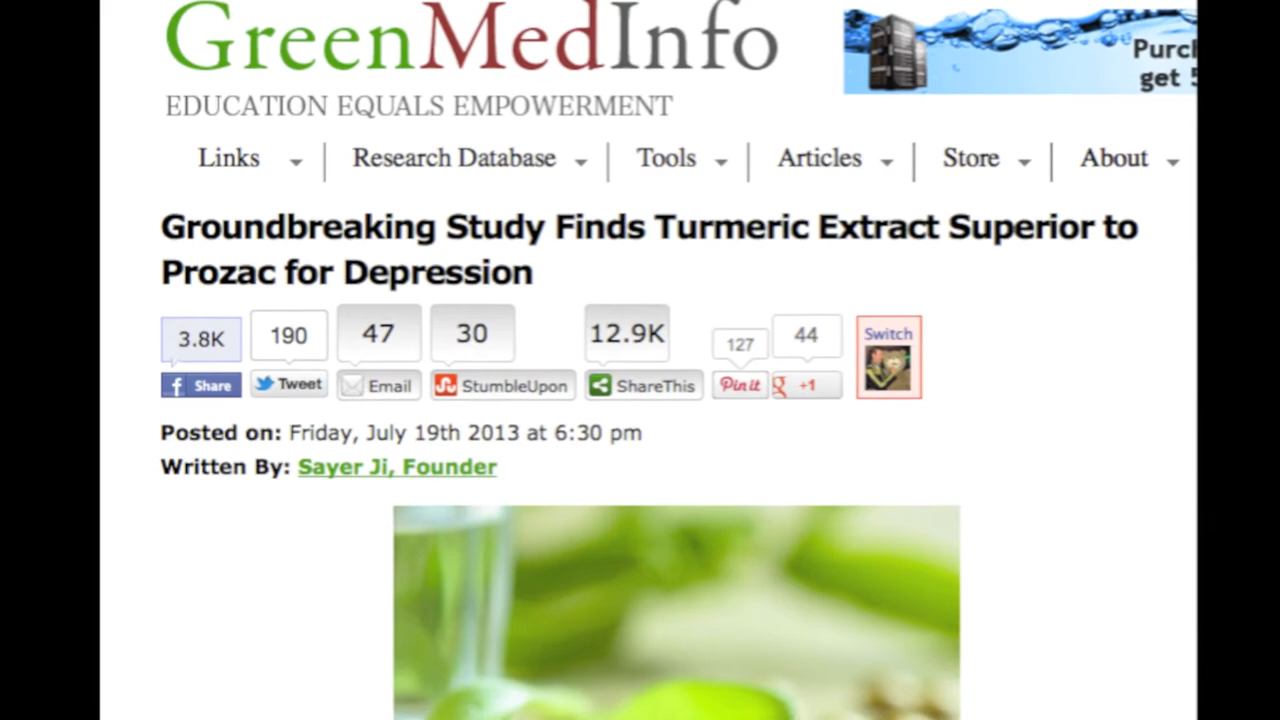 GreenMedInfo
EDUCATION EQUALS EMPOWERMENT
Purch
get
Links
Research Database
Tools
Articles
Store
About
Groundbreaking Study Finds Turmeric Extract Superior to
Prozac for Depression
3.8K
190
47
30
12.9K
127
44
Switch
Share
Tweet
Email
StumbleUpon
ShareThis
Pin it
+1
Posted on: Friday, July 19th 2013 at 6:30 pm
Written By: Sayer Ji, Founder